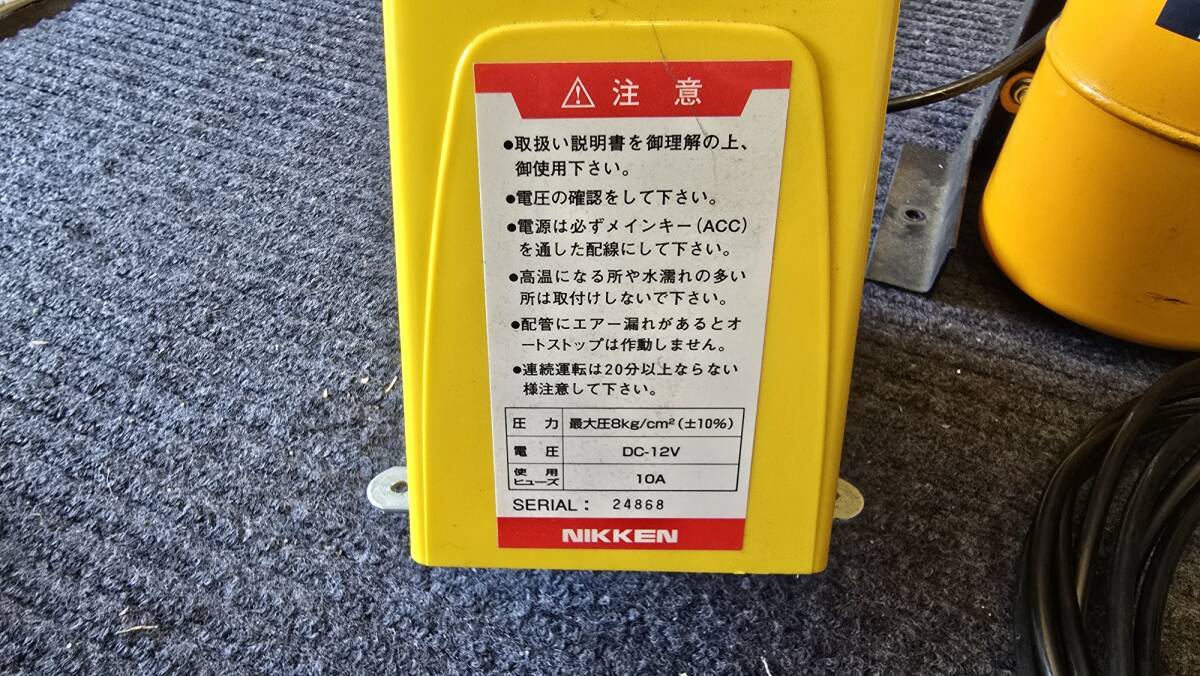 ⚠ 注 意
●取扱い説明書を御理解の上、
御使用下さい。
●電圧の確認をして下さい。
●電源は必ずメインキー(ACC)
を通した配線にして下さい。
●高温になる所や水濡れの多い
所は取付けしないで下さい。
●配管にエアー漏れがあるとオ
ートストップは作動しません。
●連続運転は20分以上ならない
様注意して下さい。
圧 力 最大圧8kg/cm²(±10%)
電 圧 DC-12V
使 用
ヒューズ 10A
SERIAL: 24868
NIKKEN